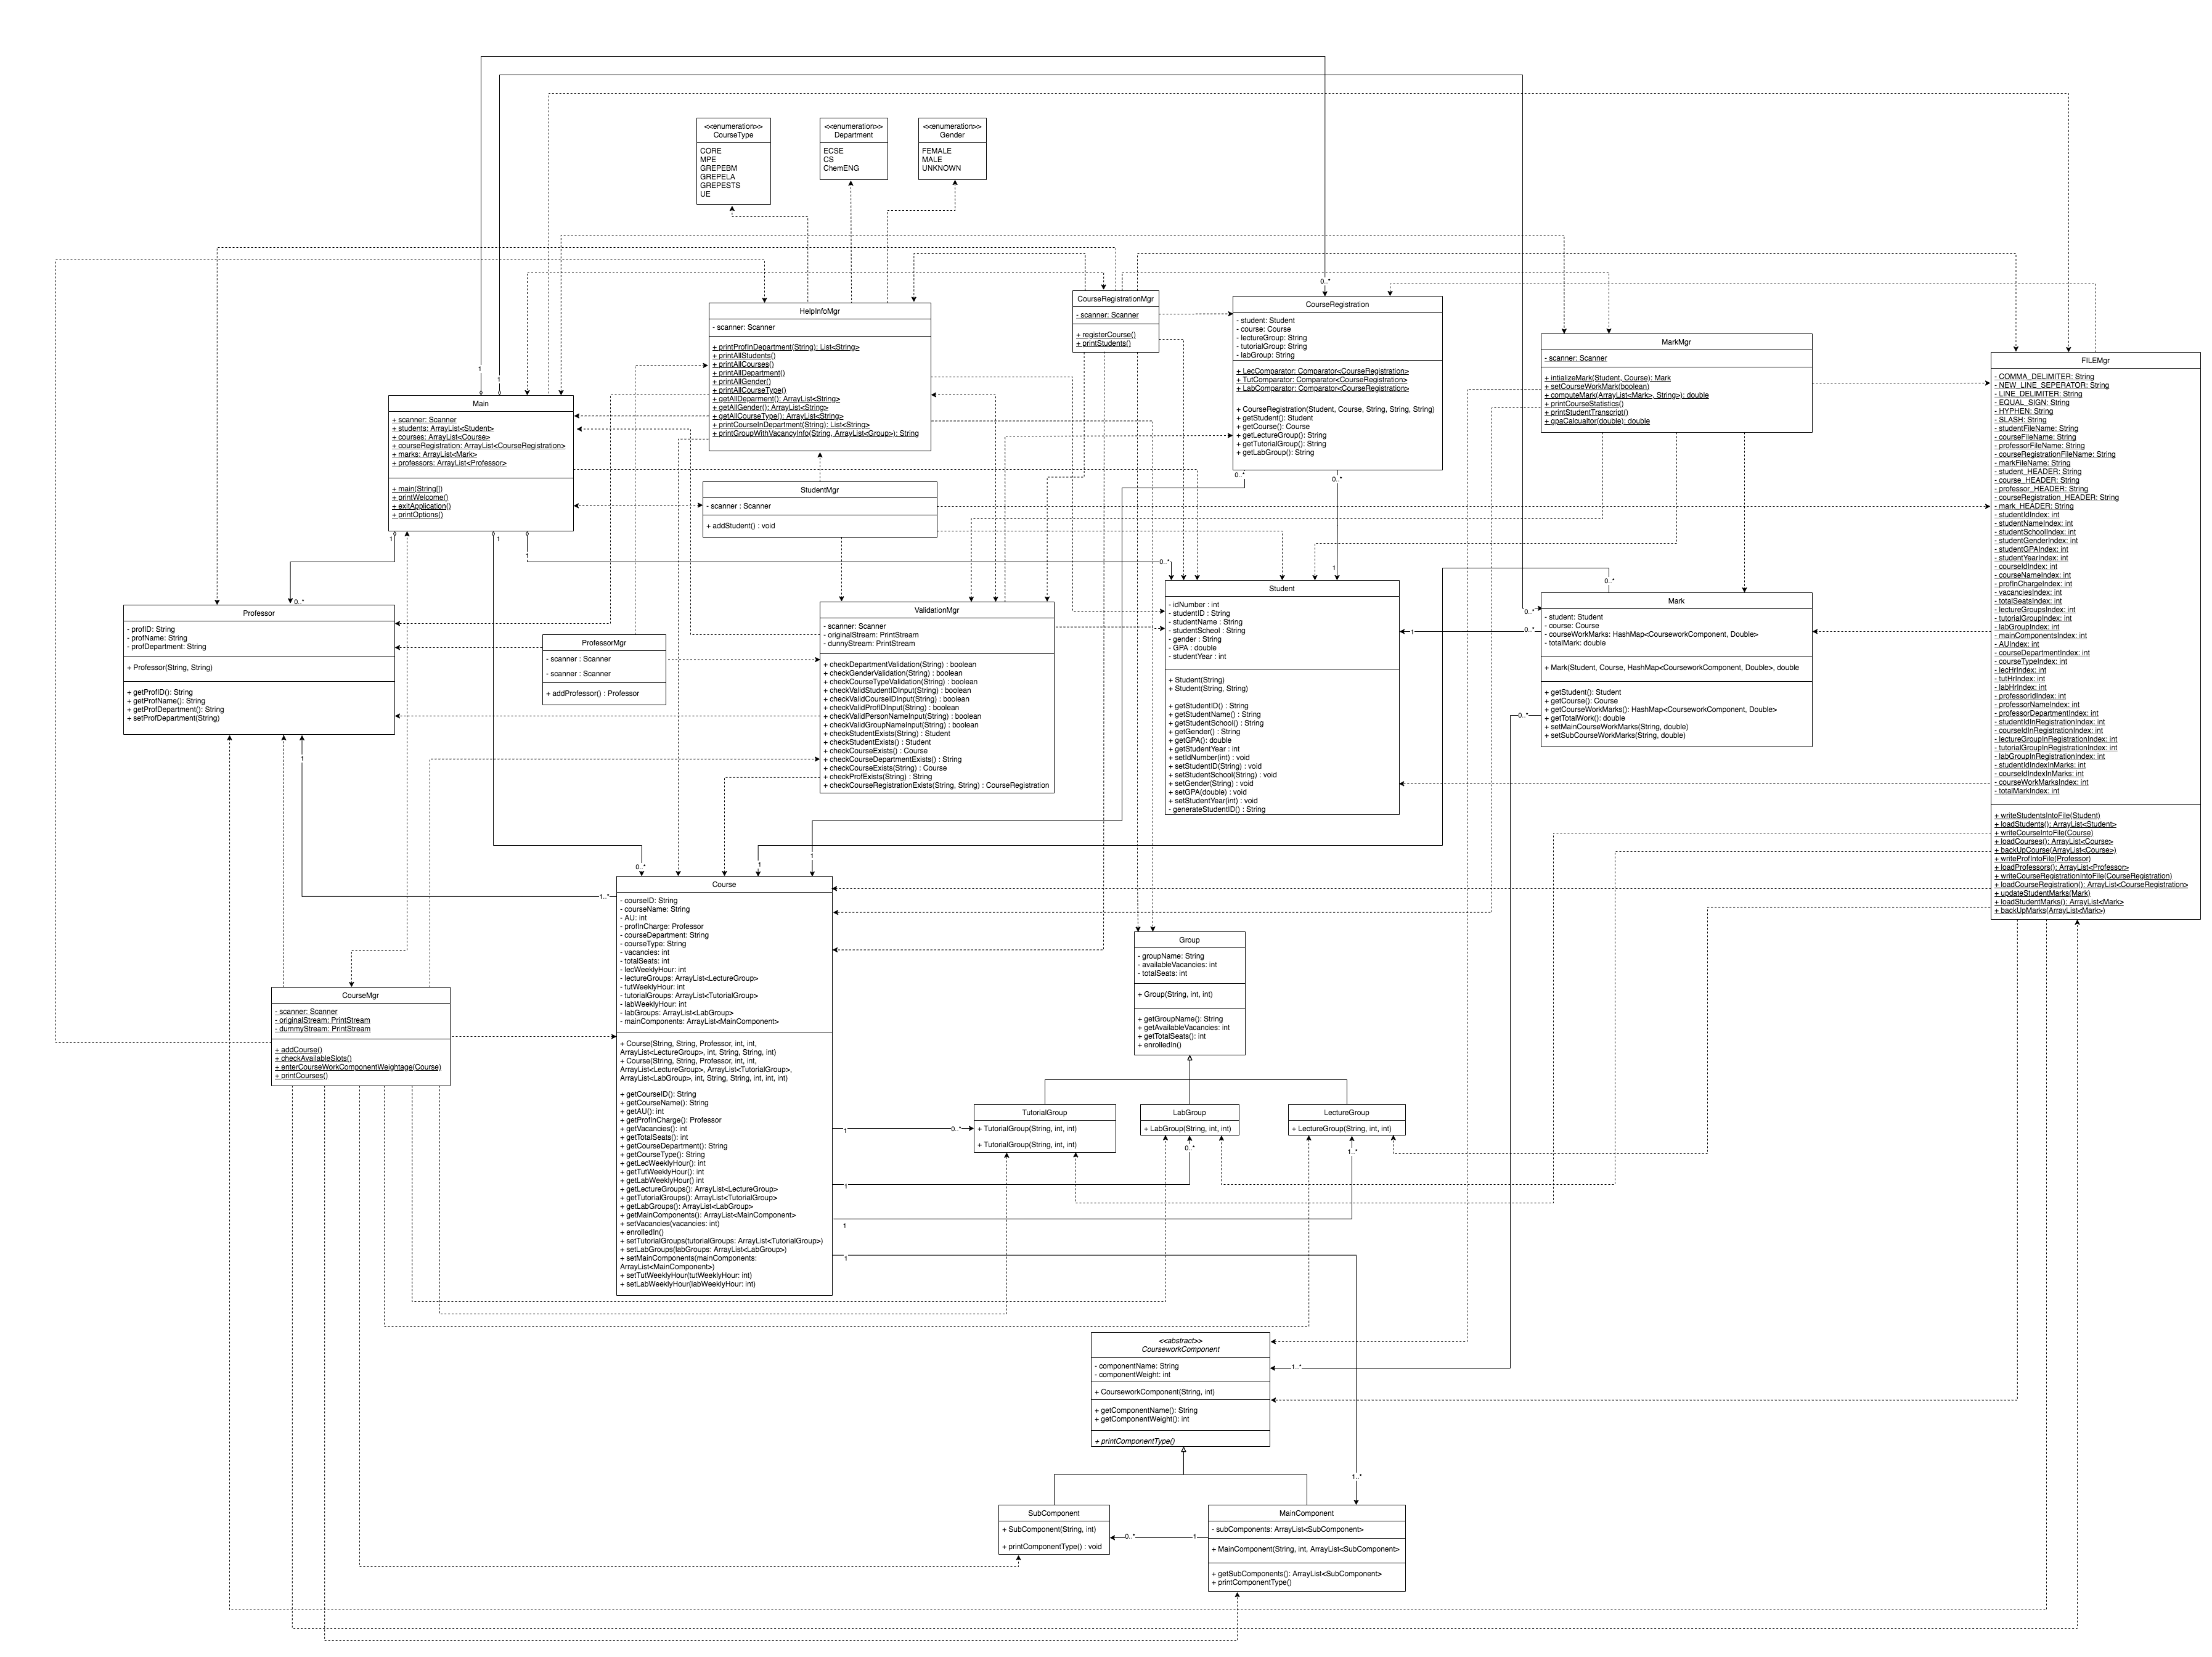 <<enumeration>>
CourseType
CORE
MPE
GREPEBM
GREPELA
GREPESTS
UE
<<enumeration>>
Department
ECSE
CS
ChemENG
<<enumeration>>
Gender
FEMALE
MALE
UNKNOWN
HelpInfoMgr
- scanner: Scanner
+ printProfInDepartment(String): List<String>
+ printAllStudents()
+ printAllCourses()
+ printAllDepartment()
+ printAllGender()
+ printAllCourseType()
+ getAllDeparment(): ArrayList<String>
+ getAllGender(): ArrayList<String>
+ getAllCourseType(): ArrayList<String>
+ printCourseInDepartment(String): List<String>
+ printGroupWithVacancyInfo(String, ArrayList<Group>): String
CourseRegistrationMgr
- scanner: Scanner
+ registerCourse()
+ printStudents()
0..*
CourseRegistration
- student: Student
- course: Course
- lectureGroup: String
- tutorialGroup: String
- labGroup: String
+ LecComparator: Comparator<CourseRegistration>
+ TutComparator: Comparator<CourseRegistration>
+ LabComparator: Comparator<CourseRegistration>
+ CourseRegistration(Student, Course, String, String, String)
+ getStudent(): Student
+ getCourse(): Course
+ getLectureGroup(): String
+ getTutorialGroup(): String
+ getLabGroup(): String
0..*
0..*
MarkMgr
- scanner: Scanner
+ intializeMark(Student, Course): Mark
+ setCourseWorkMark(boolean)
+ computeMark(ArrayList<Mark>, String>): double
+ printCourseStatistics()
+ printStudentTranscript()
+ gpaCalcualtor(double): double
FILEMgr
- COMMA_DELIMITER: String
- NEW_LINE_SEPERATOR: String
- LINE_DELIMITER: String
- EQUAL_SIGN: String
- HYPHEN: String
- SLASH: String
- studentFileName: String
- courseFileName: String
- professorFileName: String
- courseRegistrationFileName: String
- markFileName: String
- student_HEADER: String
- course_HEADER: String
- professor_HEADER: String
- courseRegistration_HEADER: String
- mark_HEADER: String
- studentIdIndex: int
- studentNameIndex: int
- studentSchoolIndex: int
- studentGenderIndex: int
- studentGPAIndex: int
- studentYearIndex: int
- courseIdIndex: int
- courseNameIndex: int
- profInChargeIndex: int
- vacanciesIndex: int
- totalSeatsIndex: int
- lectureGroupsIndex: int
- tutorialGroupIndex: int
- labGroupIndex: int
- mainComponentsIndex: int
- AUIndex: int
- courseDepartmentIndex: int
- courseTypeIndex: int
- lecHrIndex: int
- tutHrIndex: int
- labHrIndex: int
- professorIdIndex: int
- professorNameIndex: int
- professorDepartmentIndex: int
- studentIdInRegistrationIndex: int
- courseIdInRegistrationIndex: int
- lectureGroupInRegistrationIndex: int
- tutorialGroupInRegistrationIndex: int
- labGroupInRegistrationIndex: int
- studentIdIndexInMarks: int
- courseIdIndexInMarks: int
- courseWorkMarksIndex: int
- totalMarkIndex: int
+ writeStudentsIntoFile(Student)
+ loadStudents(): ArrayList<Student>
+ writeCourseIntoFile(Course)
+ loadCourses(): ArrayList<Course>
+ backUpCourse(ArrayList<Course>)
+ writeProfIntoFile(Professor)
+ loadProfessors(): ArrayList<Professor>
+ writeCourseRegistrationIntoFile(CourseRegistration)
+ loadCourseRegistration(): ArrayList<CourseRegistration>
+ updateStudentMarks(Mark)
+ loadStudentMarks(): ArrayList<Mark>
+ backUpMarks(ArrayList<Mark>)
1
1
Main
+ scanner: Scanner
+ students: ArrayList<Student>
+ courses: ArrayList<Course>
+ courseRegistration: ArrayList<CourseRegistration>
+ marks: ArrayList<Mark>
+ professors: ArrayList<Professor>
+ main(String[])
+ printWelcome()
+ exitApplication()
+ printOptions()
1
1
1
StudentMgr
- scanner : Scanner
+ addStudent() : void
0..*
Professor
- profID: String
- profName: String
- profDepartment: String
+ Professor(String, String)
+ getProfID(): String
+ getProfName(): String
+ getProfDepartment(): String
+ setProfDepartment(String)
1
ProfessorMgr
- scanner : Scanner
- scanner : Scanner
+ addProfessor() : Professor
ValidationMgr
- scanner: Scanner
- originalStream: PrintStream
- dunnyStream: PrintStream
+ checkDepartmentValidation(String) : boolean
+ checkGenderValidation(String) : boolean
+ checkCourseTypeValidation(String) : boolean
+ checkValidStudentIDInput(String) : boolean
+ checkValidCourseIDInput(String) : boolean
+ checkValidProfIDInput(String) : boolean
+ checkValidPersonNameInput(String) : boolean
+ checkValidGroupNameInput(String) : boolean
+ checkStudentExists(String) : Student
+ checkStudentExists() : Student
+ checkCourseExists() : Course
+ checkCourseDepartmentExists() : String
+ checkCourseExists(String) : Course
+ checkProfExists(String) : String
+ checkCourseRegistrationExists(String, String) : CourseRegistration
0..*
1
Student
- idNumber : int
- studentID : String
- studentName : String
- studentScheol : String
- gender : String
- GPA : double
- studentYear : int
+ Student(String)
+ Student(String, String)
+ getStudentID() : String
+ getStudentName() : String
+ getStudentSchool() : String
+ getGender() : String
+ getGPA(): double
+ getStudentYear : int
+ setIdNumber(int) : void
+ setStudentID(String) : void
+ setStudentSchool(String) : void
+ setGender(String) : void
+ setGPA(double) : void
+ setStudentYear(int) : void
- generateStudentID() : String
1
0..*
0..*
0..*
0..*
Mark
- student: Student
- course: Course
- courseWorkMarks: HashMap<CourseworkComponent, Double>
- totalMark: double
+ Mark(Student, Course, HashMap<CourseworkComponent, Double>, double
+ getStudent(): Student
+ getCourse(): Course
+ getCourseWorkMarks(): HashMap<CourseworkComponent, Double>
+ getTotalWork(): double
+ setMainCourseWorkMarks(String, double)
+ setSubCourseWorkMarks(String, double)
0..*
1
1
1..*
Course
- courseID: String
- courseName: String
- AU: int
- profInCharge: Professor
- courseDepartment: String
- courseType: String
- vacancies: int
- totalSeats: int
- lecWeeklyHour: int
- lectureGroups: ArrayList<LectureGroup>
- tutWeeklyHour: int
- tutorialGroups: ArrayList<TutorialGroup>
- labWeeklyHour: int
- labGroups: ArrayList<LabGroup>
- mainComponents: ArrayList<MainComponent>
+ Course(String, String, Professor, int, int,
ArrayList<LectureGroup>, int, String, String, int)
+ Course(String, String, Professor, int, int,
ArrayList<LectureGroup>, ArrayList<TutorialGroup>,
ArrayList<LabGroup>, int, String, String, int, int, int)
+ getCourseID(): String
+ getCourseName(): String
+ getAU(): int
+ getProfInCharge(): Professor
+ getVacancies(): int
+ getTotalSeats(): int
+ getCourseDepartment(): String
+ getCourseType(): String
+ getLecWeeklyHour(): int
+ getTutWeeklyHour(): int
+ getLabWeeklyHour() int
+ getLectureGroups(): ArrayList<LectureGroup>
+ getTutorialGroups(): ArrayList<TutorialGroup>
+ getLabGroups(): ArrayList<LabGroup>
+ getMainComponents(): ArrayList<MainComponent>
+ setVacancies(vacancies: int)
+ enrolledIn()
+ setTutorialGroups(tutorialGroups: ArrayList<TutorialGroup>)
+ setLabGroups(labGroups: ArrayList<LabGroup>)
+ setMainComponents(mainComponents:
ArrayList<MainComponent>)
+ setTutWeeklyHour(tutWeeklyHour: int)
+ setLabWeeklyHour(labWeeklyHour: int)
CourseMgr
- scanner: Scanner
- originalStream: PrintStream
- dummyStream: PrintStream
+ addCourse()
+ checkAvailableSlots()
+ enterCourseWorkComponentWeightage(Course)
+ printCourses()
Group
- groupName: String
- availableVacancies: int
- totalSeats: int
+ Group(String, int, int)
+ getGroupName(): String
+ getAvailableVacancies: int
+ getTotalSeats(): int
+ enrolledIn()
1
0..*
TutorialGroup
+ TutorialGroup(String, int, int)
+ TutorialGroup(String, int, int)
LabGroup
+ LabGroup(String, int, int)
0..*
LectureGroup
+ LectureGroup(String, int, int)
1..*
1
1
1
<<abstract>>
CourseworkComponent
- componentName: String
- componentWeight: int
+ CourseworkComponent(String, int)
+ getComponentName(): String
+ getComponentWeight(): int
+ printComponentType()
1..*
1..*
SubComponent
+ SubComponent(String, int)
+ printComponentType() : void
0..*
1
MainComponent
- subComponents: ArrayList<SubComponent>
+ MainComponent(String, int, ArrayList<SubComponent>
+ getSubComponents(): ArrayList<SubComponent>
+ printComponentType()